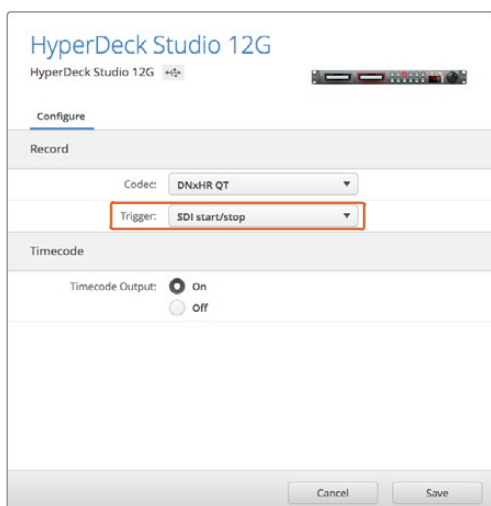 HyperDeck Studio 12G
HyperDeck Studio 12G
Configure
Record
Codec: DNxHR QT
Trigger: SDI start/stop
Timecode
Timecode Output: On
Off
Cancel Save